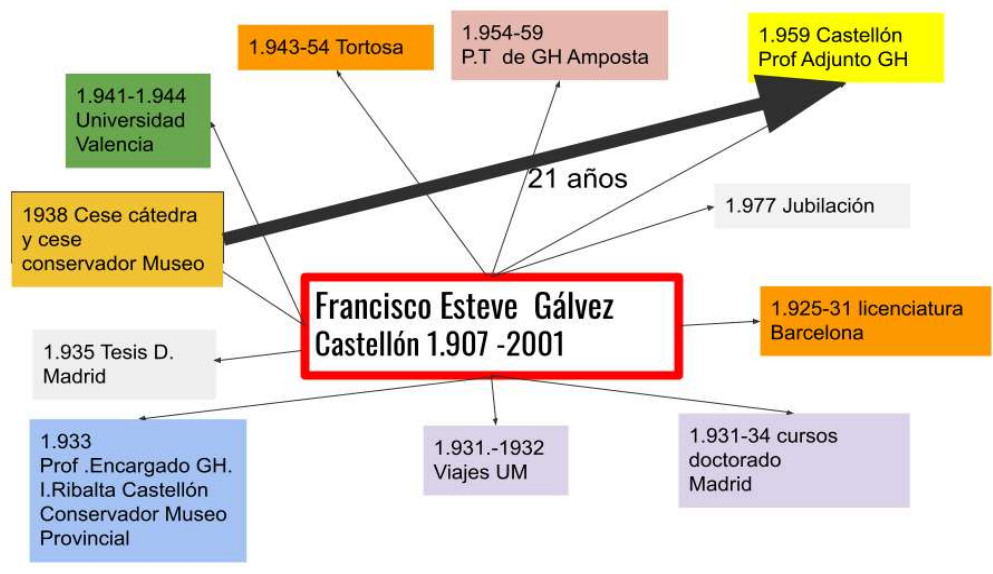 1.943-54 Tortosa
1.954-59
P.T de GH Amposta
1.959 Castellón
Prof Adjunto GH
1.941-1.944
Universidad
Valencia
21 años
1938 Cese cátedra
y cese
conservador Museo
1.977 Jubilación
Francisco Esteve Gálvez
Castellón 1.907 -2001
1.925-31 licenciatura
Barcelona
1.935 Tesis D.
Madrid
1.933
Prof .Encargado GH.
I.Ribalta Castellón
Conservador Museo
Provincial
1.931.-1932
Viajes UM
1.931-34 cursos
doctorado
Madrid